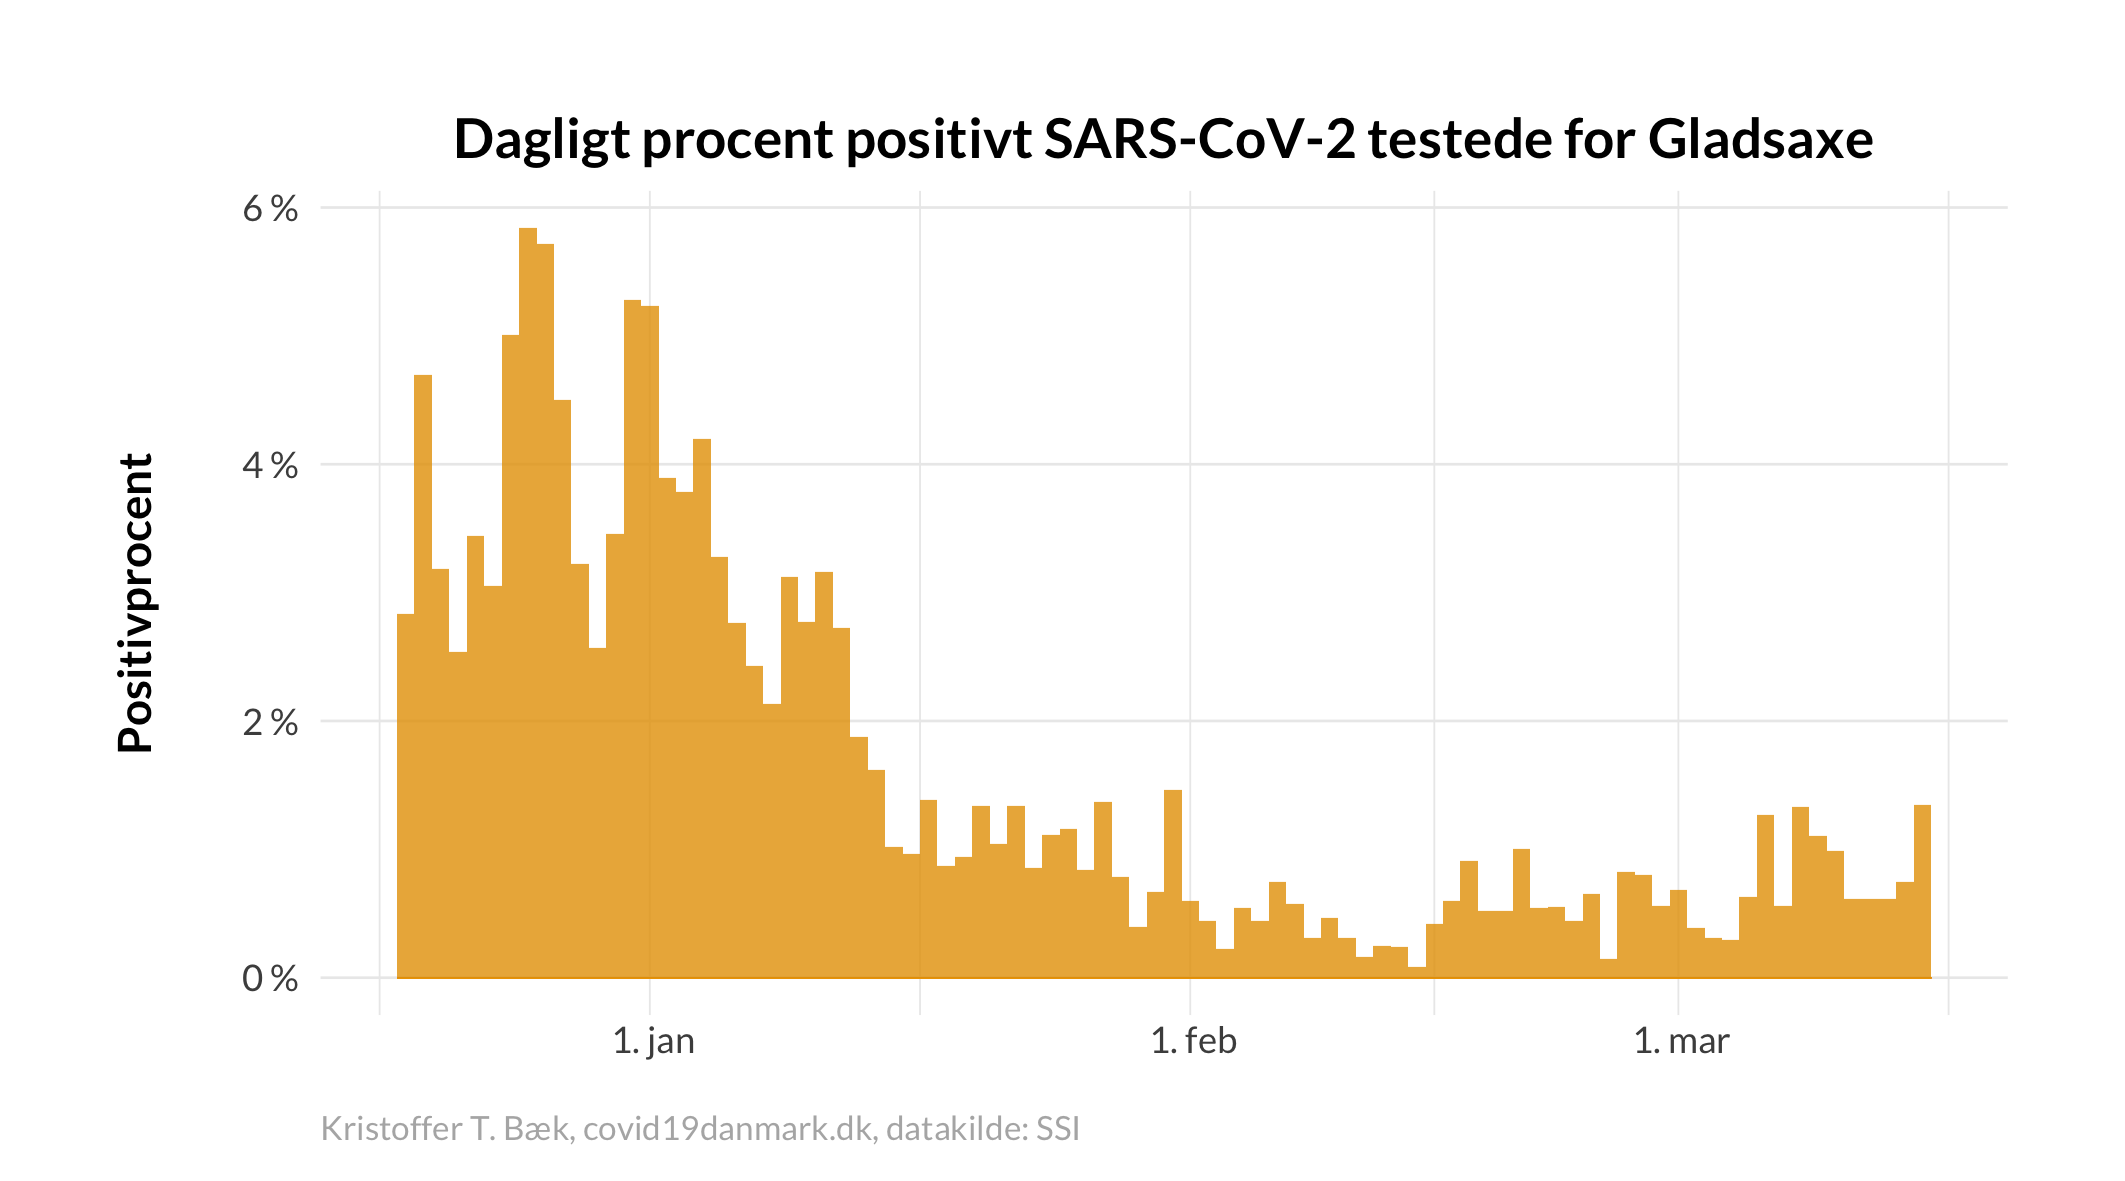 Dagligt procent positivt SARS-CoV-2 testede for Gladsaxe
Positivprocent
6 %
4 %
2 %
0 %
1. jan
1. feb
1. mar
Kristoffer T. Bæk, covid19danmark.dk, datakilde: SSI